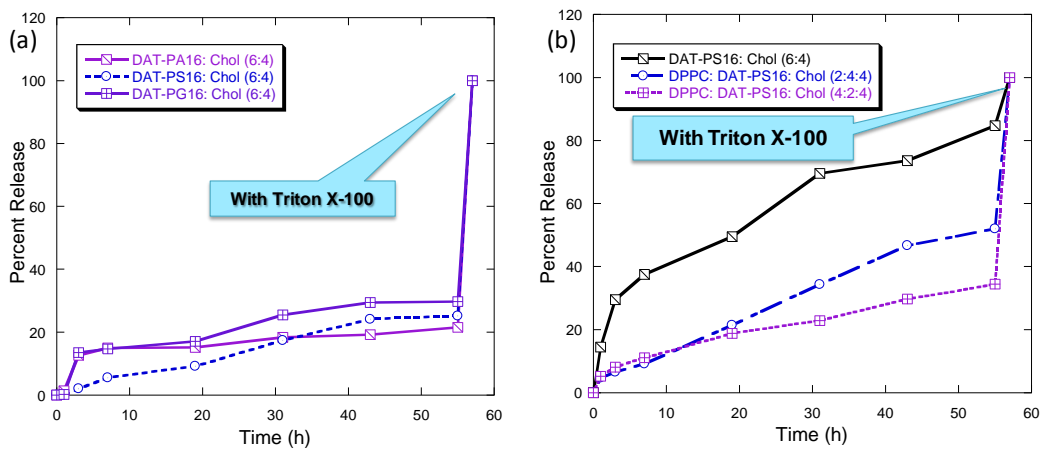 (a)
120
100
80
60
40
20
0
Percent Release
DAT-PA16: Chol (6:4)
DAT-PS16: Chol (6:4)
DAT-PG16: Chol (6:4)
With Triton X-100
0 10 20 30 40 50 60
Time (h)
(b)
120
100
80
60
40
20
0
Percent Release
DAT-PS16: Chol (6:4)
DPPC: DAT-PS16: Chol (2:4:4)
DPPC: DAT-PS16: Chol (4:2:4)
With Triton X-100
0 10 20 30 40 50 60
Time (h)